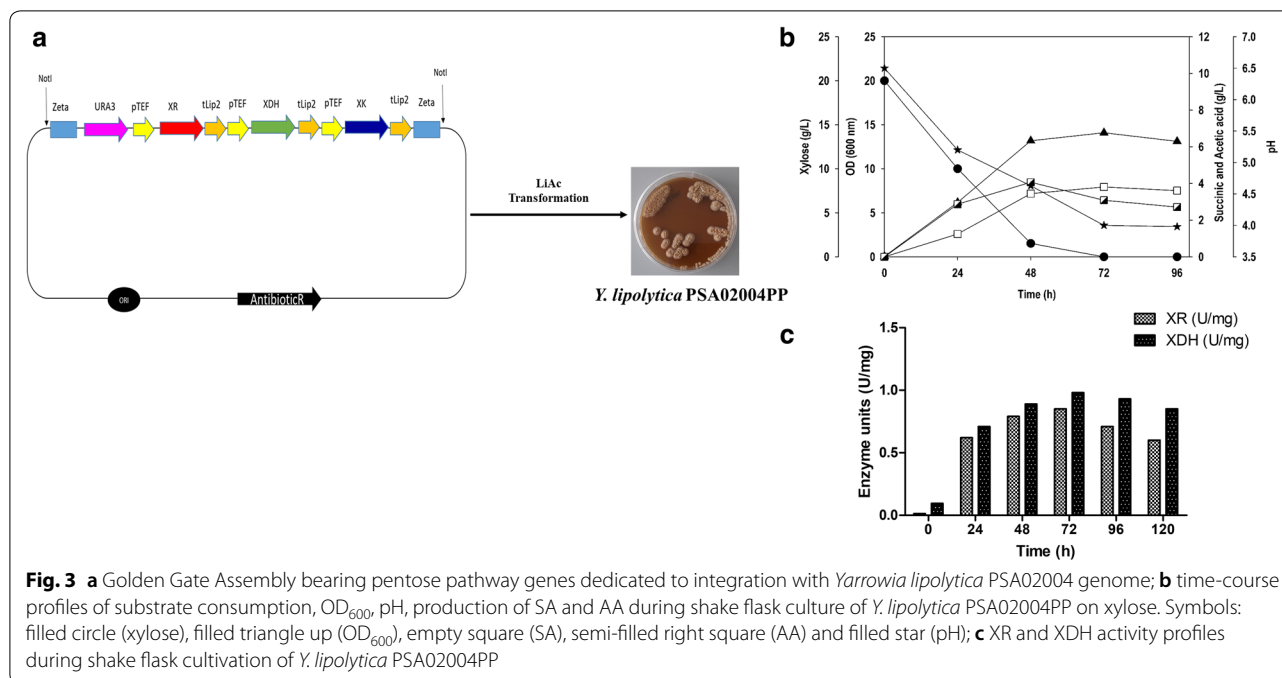 a
NotI
NotI
Zeta URA3 pTEF XR tLip2 pTEF XDH tLip2 pTEF XK tLip2 Zeta
LiAc
Transformation
ORI
AntibioticR
Y. lipolytica PSA02004PP
b
25 25 12 7.0
20 20 10 6.5
8 6.0
15 15 5.5
6 5.0
10 10 4 4.5
5 5 2 4.0
0 0 0 3.5
Xylose (g/L)
OD (600 nm)
Succinic and Acetic acid (g/L)
pH
0 24 48 72 96
Time (h)
c
XR (U/mg)
XDH (U/mg)
1.5
1.0
0.5
0.0
Enzyme units (U/mg)
0 24 48 72 96 120
Time (h)
Fig. 3 a Golden Gate Assembly bearing pentose pathway genes dedicated to integration with Yarrowia lipolytica PSA02004 genome; b time-course
profiles of substrate consumption, OD600, pH, production of SA and AA during shake flask culture of Y. lipolytica PSA02004PP on xylose. Symbols:
filled circle (xylose), filled triangle up (OD600), empty square (SA), semi-filled right square (AA) and filled star (pH); c XR and XDH activity profiles
during shake flask cultivation of Y. lipolytica PSA02004PP